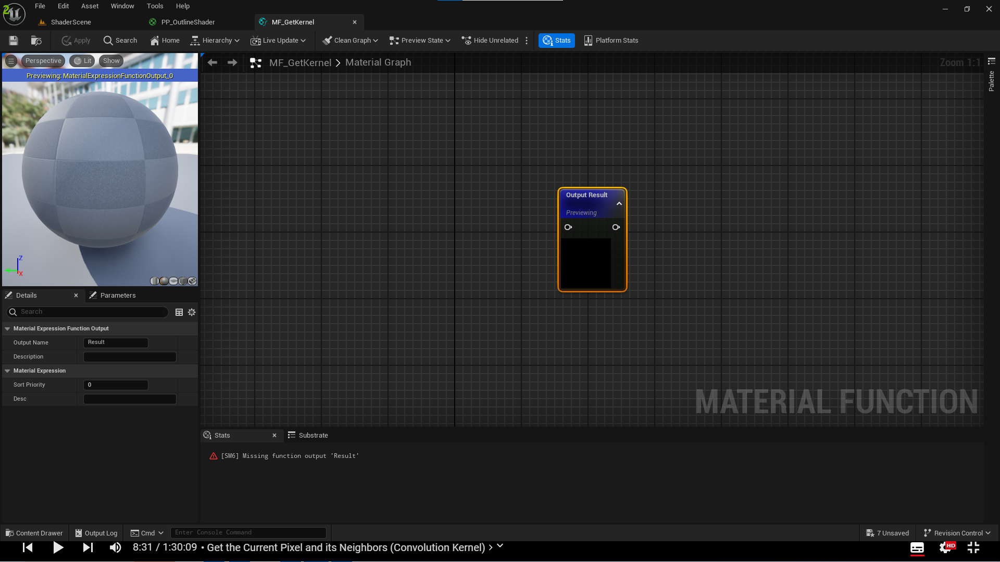 File Edit Asset Window Tools Help
ShaderScene PP_OutlineShader MF_GetKernel
Apply Search Home Hierarchy Live Update Clean Graph Preview State Hide Unrelated Stats Platform Stats
Perspective Lit Show
Previewing: MaterialExpressionFunctionOutput_0
MF_GetKernel > Material Graph
Zoom 1:1
Palette
Output Result
Previewing
Z
X
Details Parameters
Search
Material Expression Function Output
Output Name Result
Description
Material Expression
Sort Priority 0
Desc
MATERIAL FUNCTION
Stats Substrate
[SM6] Missing function output 'Result'
Content Drawer Output Log Cmd Enter Console Command 7 Unsaved Revision Control
8:31 / 1:30:09 • Get the Current Pixel and its Neighbors (Convolution Kernel) >
HD